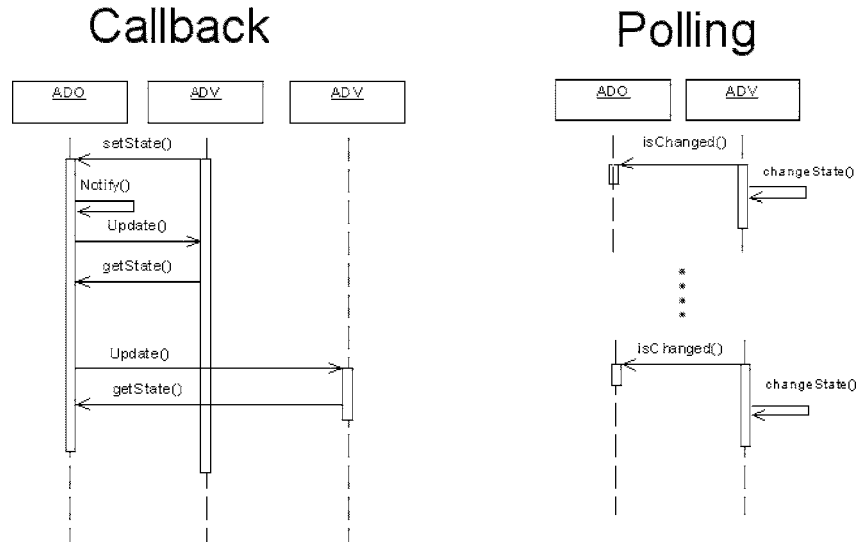 Callback
Polling
ADO
ADV
ADV
ADO
ADV
setState()
Notify()
Update()
getState()
Update()
getState()
isChanged()
changeState()
isChanged()
changeState()